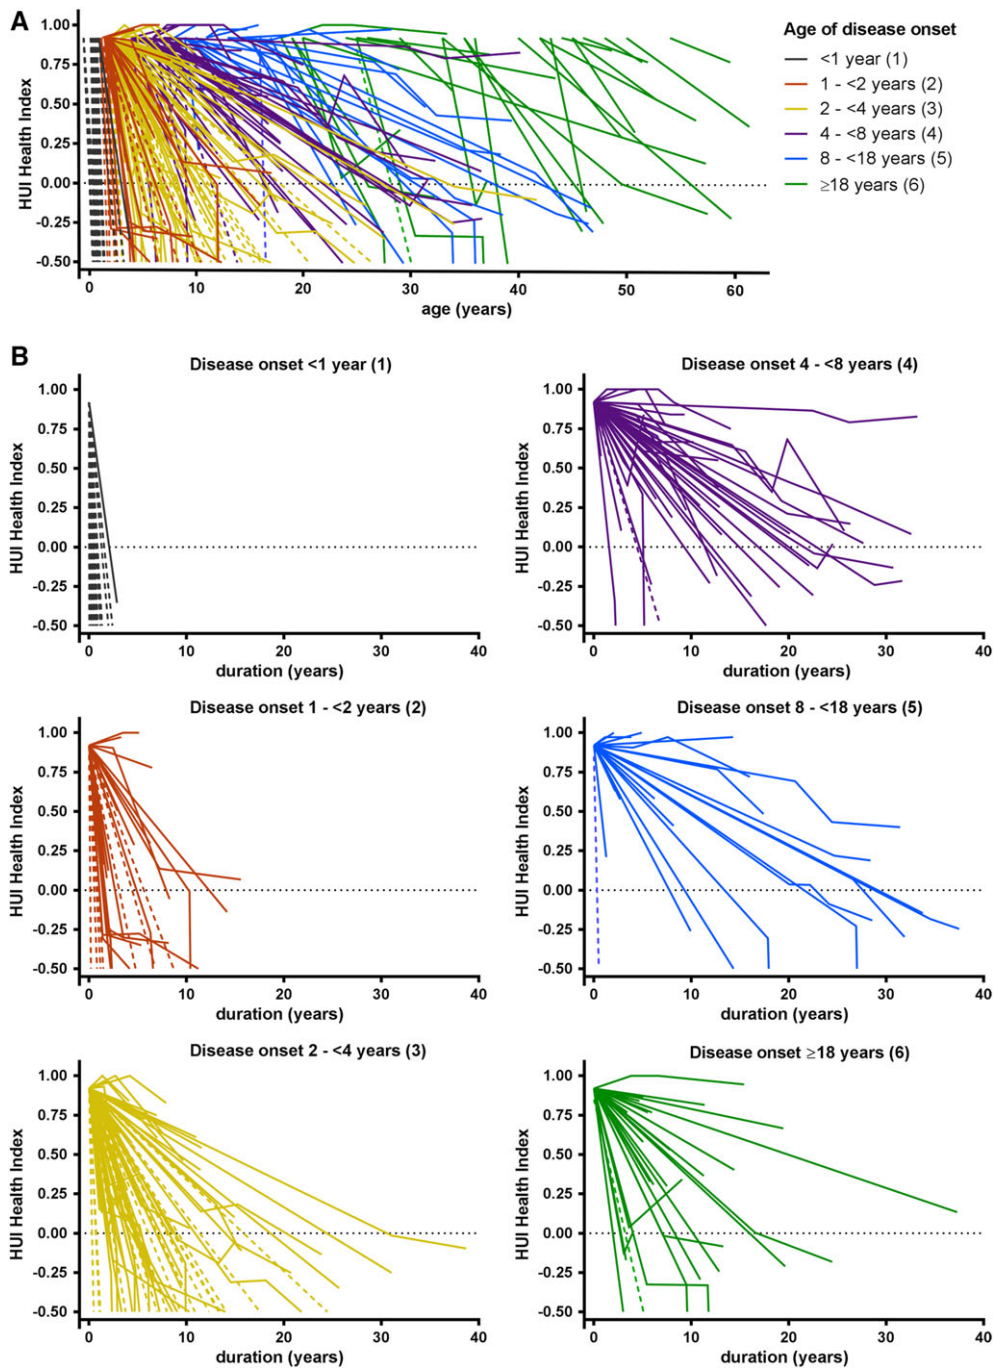 A
HUI Health Index
1.00
0.75
0.50
0.25
0.00
-0.25
-0.50
0
10
20
30
40
50
60
age (years)
Age of disease onset
<1 year (1)
1 - <2 years (2)
2 - <4 years (3)
4 - <8 years (4)
8 - <18 years (5)
≥18 years (6)
B
Disease onset <1 year (1)
HUI Health Index
1.00
0.75
0.50
0.25
0.00
-0.25
-0.50
0
10
20
30
40
duration (years)
Disease onset 4 - <8 years (4)
HUI Health Index
1.00
0.75
0.50
0.25
0.00
-0.25
-0.50
0
10
20
30
40
duration (years)
Disease onset 1 - <2 years (2)
HUI Health Index
1.00
0.75
0.50
0.25
0.00
-0.25
-0.50
0
10
20
30
40
duration (years)
Disease onset 8 - <18 years (5)
HUI Health Index
1.00
0.75
0.50
0.25
0.00
-0.25
-0.50
0
10
20
30
40
duration (years)
Disease onset 2 - <4 years (3)
HUI Health Index
1.00
0.75
0.50
0.25
0.00
-0.25
-0.50
0
10
20
30
40
duration (years)
Disease onset ≥18 years (6)
HUI Health Index
1.00
0.75
0.50
0.25
0.00
-0.25
-0.50
0
10
20
30
40
duration (years)